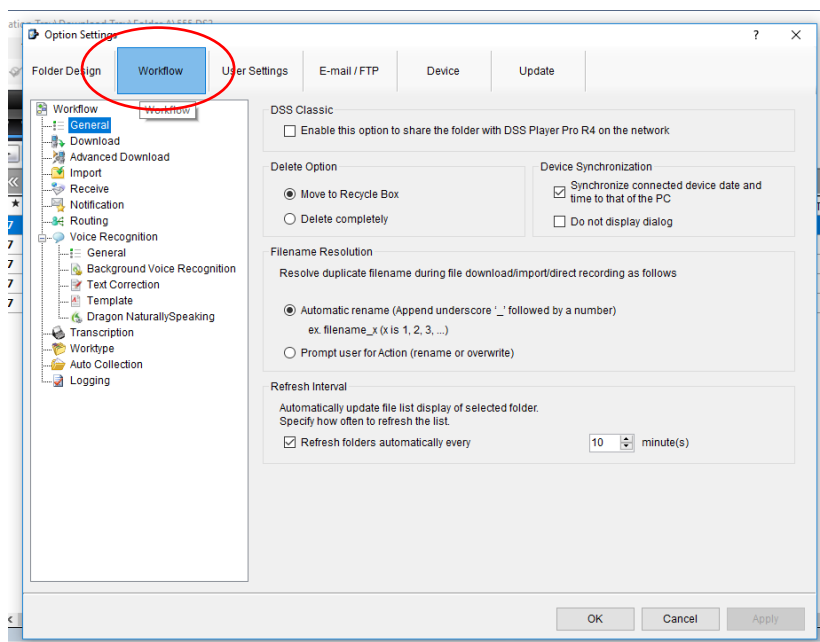 Option Settings
?
Folder Design
Workflow
User Settings
E-mail / FTP
Device
Update
Workflow
Workflow
General
Download
Advanced Download
Import
Receive
Notification
Routing
Voice Recognition
General
Background Voice Recognition
Text Correction
Template
Dragon NaturallySpeaking
Transcription
Worktype
Auto Collection
Logging
DSS Classic
Enable this option to share the folder with DSS Player Pro R4 on the network
Delete Option
Move to Recycle Box
Delete completely
Device Synchronization
Synchronize connected device date and
time to that of the PC
Do not display dialog
Filename Resolution
Resolve duplicate filename during file download/import/direct recording as follows
Automatic rename (Append underscore '_' followed by a number)
ex. filename_x (x is 1, 2, 3, ...)
Prompt user for Action (rename or overwrite)
Refresh Interval
Automatically update file list display of selected folder.
Specify how often to refresh the list.
Refresh folders automatically every
10
minute(s)
OK
Cancel
Apply
7
7
7
7